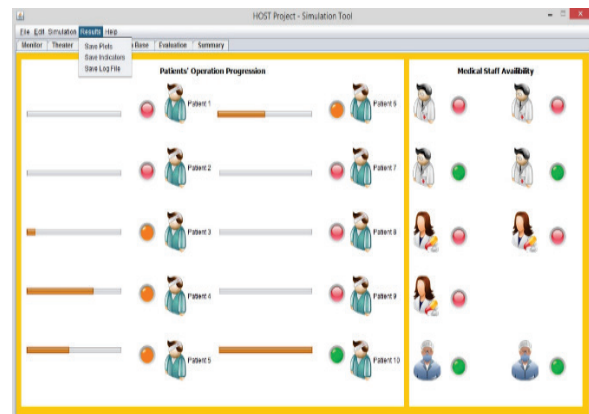 HOST Project - Simulation Tool
File Edit Simulation Results Help
Monitor Theater Base Evaluation Summary
Save Plots
Save Indicators
Save Log File
Patients' Operation Progression
Medical Staff Availibility
Patient 1
Patient 2
Patient 3
Patient 4
Patient 5
Patient 7
Patient 8
Patient 9
Patient 10